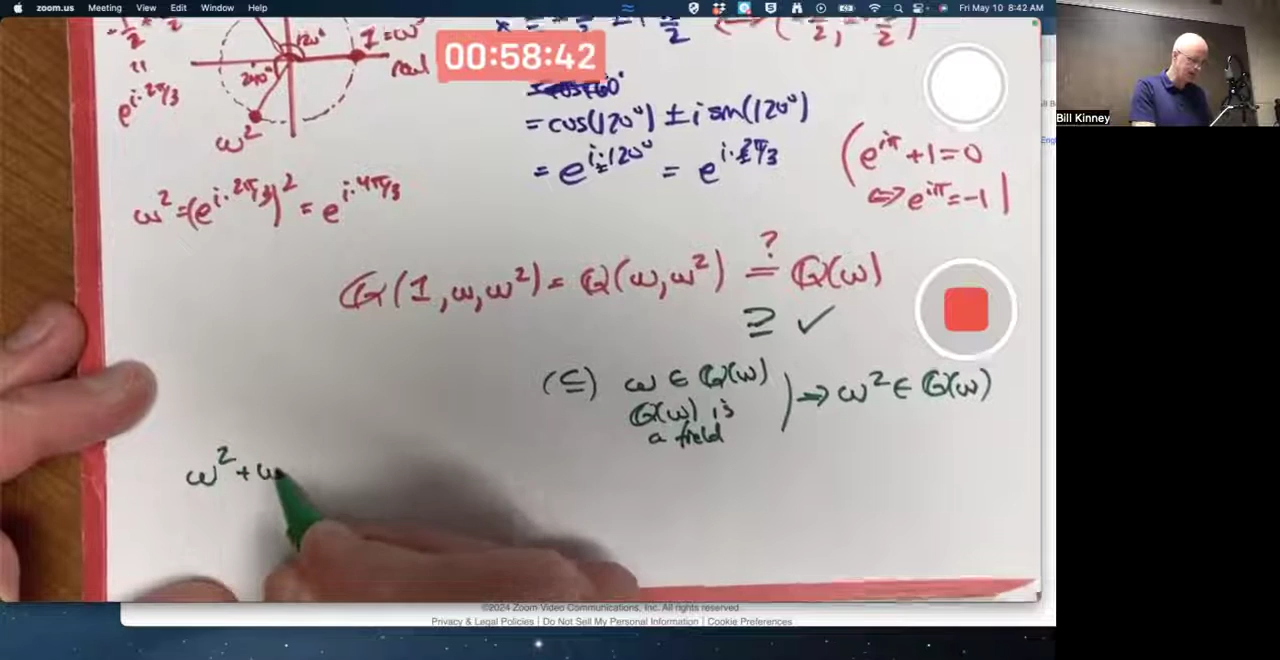 zoom.us Meeting View Edit Window Help
Fri May 10 8:42 AM
00:58:42
Bill Kinney
120°
1=ω°
real
240°
ω²
e^{i·2π/3}
= cos(120°) ± i sin(120°)
= e^{i·±120°} = e^{i·±2π/3}
(e^{iπ} + 1 = 0
⇔ e^{iπ} = -1)
ω² = (e^{i·2π/3})² = e^{i·4π/3}
ℚ(1, ω, ω²) = ℚ(ω, ω²) ≟ ℚ(ω)
⊇ ✓
(⊆) ω ∈ ℚ(ω)
ℚ(ω) is
a field
⇒ ω² ∈ ℚ(ω)
ω² + ω
©2024 Zoom Video Communications, Inc. All rights reserved
Privacy & Legal Policies | Do Not Sell My Personal Information | Cookie Preferences